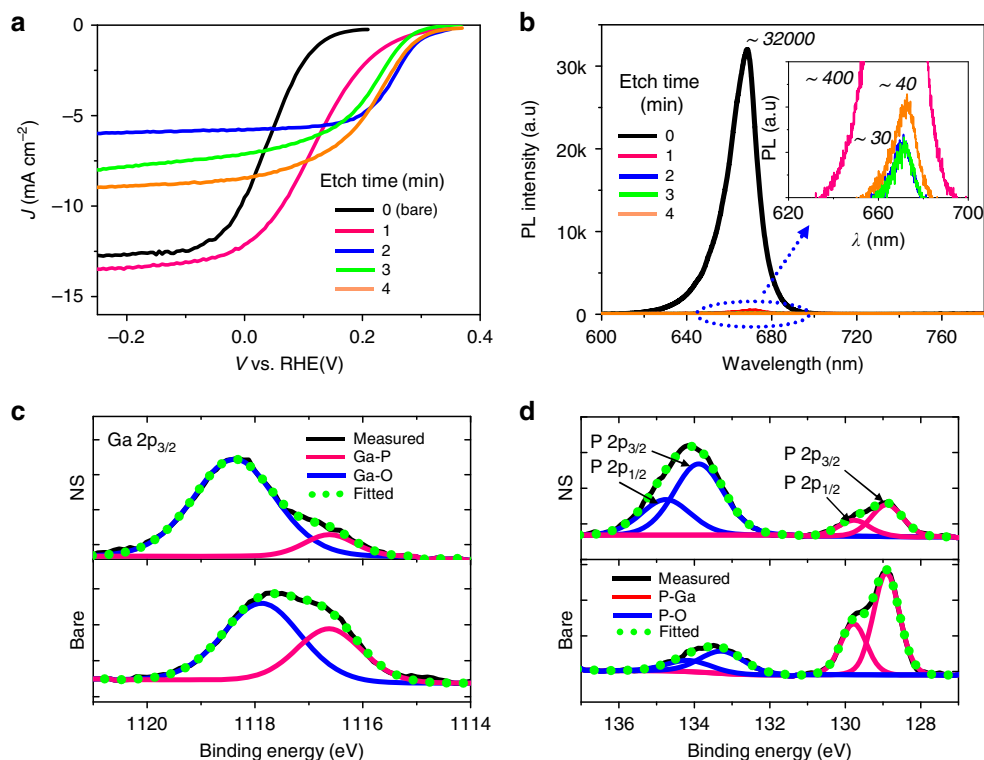 a
0
−5
−10
−15
J (mA cm−2)
0.0
0.2
0.4
V vs. RHE(V)
Etch time (min)
0 (bare)
1
2
3
4
b
30k
20k
10k
0
PL intensity (a.u)
600
640
680
720
760
Wavelength (nm)
Etch time
(min)
0
1
2
3
4
~ 32000
~ 400
~ 40
~ 30
PL (a.u)
620
660
700
λ (nm)
c
Ga 2p3/2
Measured
Ga-P
Ga-O
Fitted
NS
Bare
1120
1118
1116
1114
Binding energy (eV)
d
P 2p3/2
P 2p1/2
P 2p3/2
P 2p1/2
NS
Measured
P-Ga
P-O
Fitted
Bare
136
134
132
130
128
Binding energy (eV)